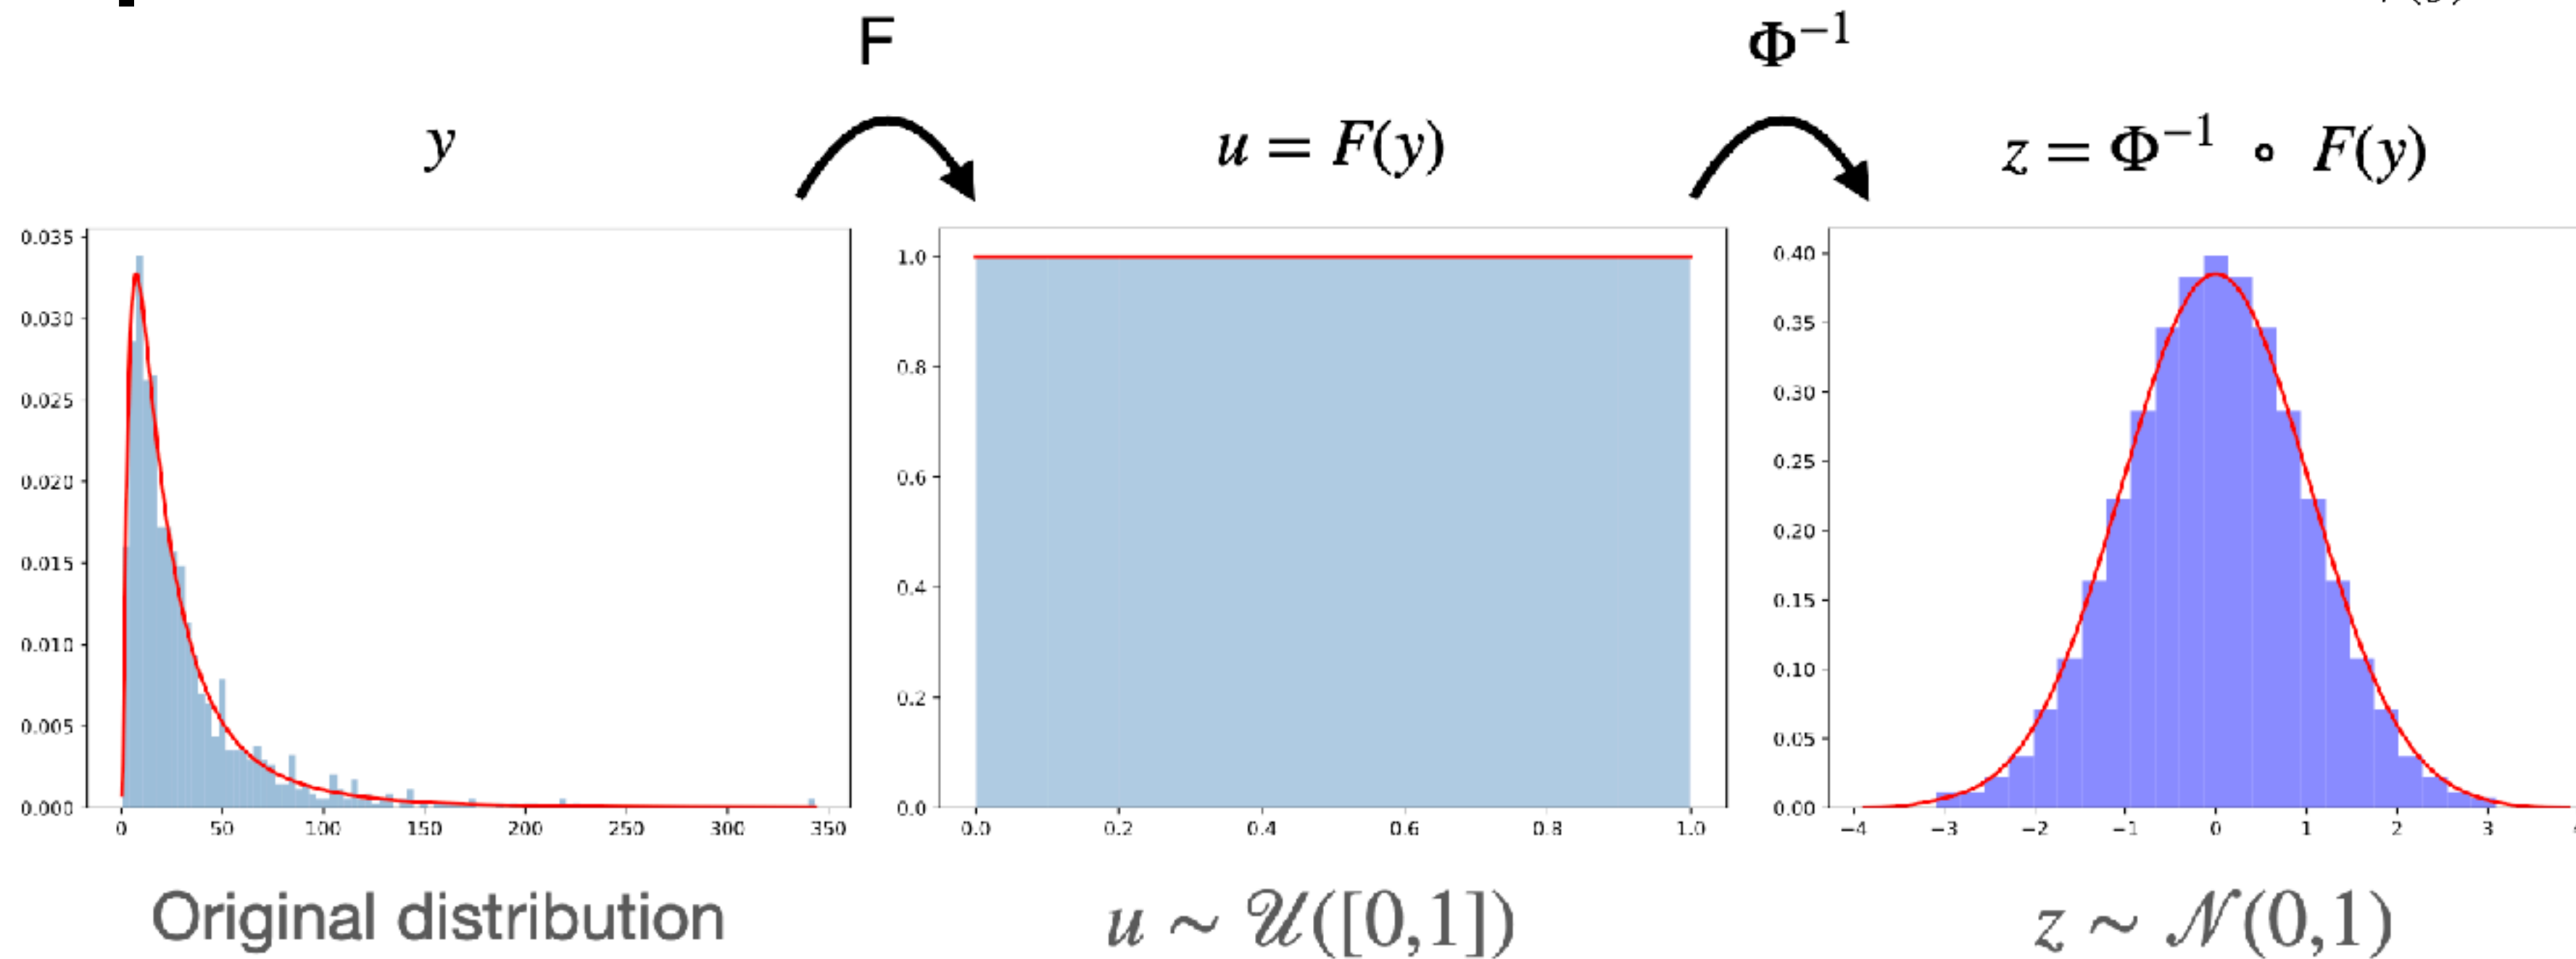 F
Φ⁻¹
y
u = F(y)
z = Φ⁻¹ ∘ F(y)
0.035
0.030
0.025
0.020
0.015
0.010
0.005
0.000
0 50 100 150 200 250 300 350
1.0
0.8
0.6
0.4
0.2
0.0
0.0 0.2 0.4 0.6 0.8 1.0
0.40
0.35
0.30
0.25
0.20
0.15
0.10
0.05
0.00
−4 −3 −2 −1 0 1 2 3
Original distribution
u ~ 𝒰([0,1])
z ~ 𝒩(0,1)